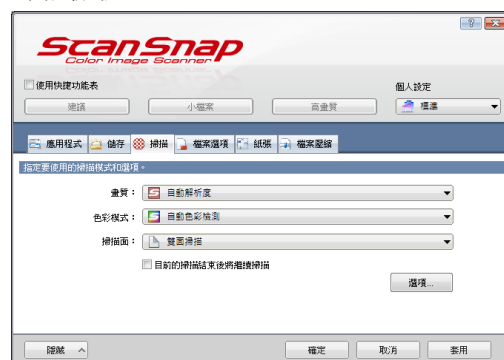 ScanSnap
Color Image Scanner
使用快捷功能表
個人設定
建議 小檔案 高畫質 標準
應用程式 儲存 掃描 檔案選項 紙張 檔案壓縮
指定要使用的掃描模式和選項。
畫質： 自動解析度
色彩模式： 自動色彩檢測
掃描面： 雙面掃描
目前的掃描結束後將繼續掃描
選項...
隱藏 確定 取消 套用